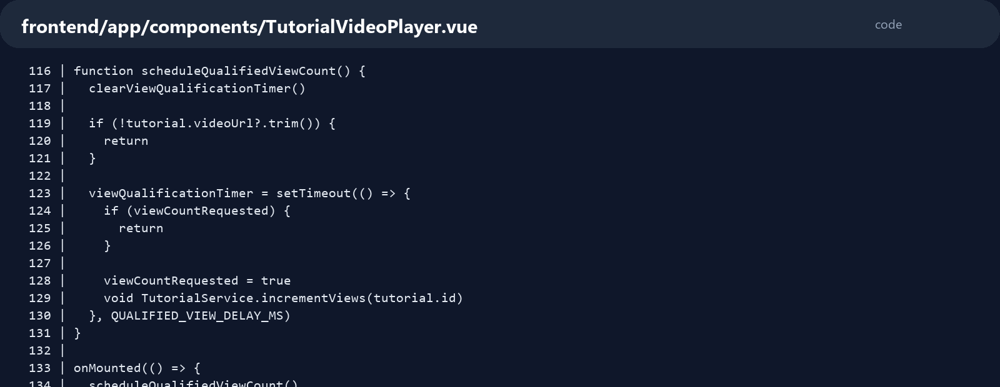 frontend/app/components/TutorialVideoPlayer.vue
code
116 | function scheduleQualifiedViewCount() {
117 |   clearViewQualificationTimer()
118 |
119 |   if (!tutorial.videoUrl?.trim()) {
120 |     return
121 |   }
122 |
123 |   viewQualificationTimer = setTimeout(() => {
124 |     if (viewCountRequested) {
125 |       return
126 |     }
127 |
128 |     viewCountRequested = true
129 |     void TutorialService.incrementViews(tutorial.id)
130 |   }, QUALIFIED_VIEW_DELAY_MS)
131 | }
132 |
133 | onMounted(() => {
134 |   scheduleQualifiedViewCount()